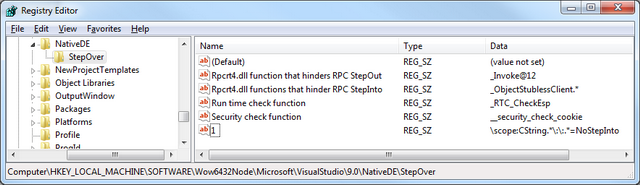 Registry Editor
File Edit View Favorites Help
NativeDE
StepOver
NewProjectTemplates
Object Libraries
OutputWindow
Packages
Platforms
Profile
ProgId
Name Type Data
(Default) REG_SZ (value not set)
Rpcrt4.dll function that hinders RPC StepOut REG_SZ _Invoke@12
Rpcrt4.dll functions that hinder RPC StepInto REG_SZ _ObjectStublessClient.*
Run time check function REG_SZ _RTC_CheckEsp
Security check function REG_SZ __security_check_cookie
1 REG_SZ \scope:CString.*\:\:.*=NoStepInto
Computer\HKEY_LOCAL_MACHINE\SOFTWARE\Wow6432Node\Microsoft\VisualStudio\9.0\NativeDE\StepOver